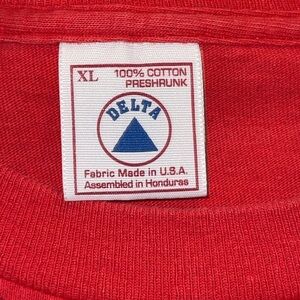 XL
100% COTTON
PRESHRUNK
DELTA
Fabric Made in U.S.A.
Assembled in Honduras